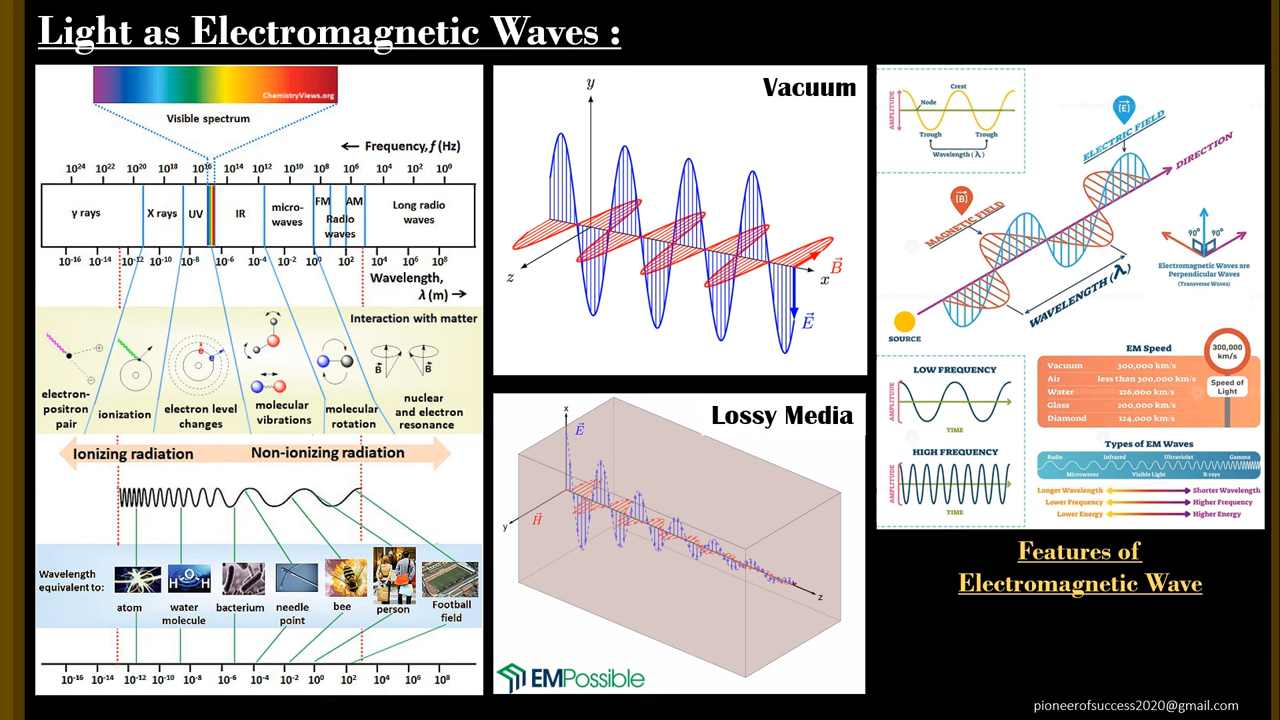 Light as Electromagnetic Waves :
ChemistryViews.org
Visible spectrum
← Frequency, f (Hz)
10²⁴ 10²² 10²⁰ 10¹⁸ 10¹⁶ 10¹⁴ 10¹² 10¹⁰ 10⁸ 10⁶ 10⁴ 10² 10⁰
γ rays X rays UV IR micro-waves FM AM Radio waves Long radio waves
10⁻¹⁶ 10⁻¹⁴ 10⁻¹² 10⁻¹⁰ 10⁻⁸ 10⁻⁶ 10⁻⁴ 10⁻² 10⁰ 10² 10⁴ 10⁶ 10⁸
Wavelength,
λ (m) →
Interaction with matter
e e
B B
electron-positron pair
ionization
electron level changes
molecular vibrations
molecular rotation
nuclear and electron resonance
Ionizing radiation Non-ionizing radiation
Wavelength equivalent to:
H O H
atom
water molecule
bacterium
needle point
bee
person
Football field
10⁻¹⁶ 10⁻¹⁴ 10⁻¹² 10⁻¹⁰ 10⁻⁸ 10⁻⁶ 10⁻⁴ 10⁻² 10⁰ 10² 10⁴ 10⁶ 10⁸
Vacuum
y
z
x
B
E
Lossy Media
x
E
y
H
z
EMPossible
AMPLITUDE
Node
Crest
Trough Trough
Wavelength (λ)
(E)
ELECTRIC FIELD
DIRECTION
(B)
MAGNETIC FIELD
WAVELENGTH (λ)
SOURCE
90° 90°
Electromagnetic Waves are
Perpendicular Waves
(Transverse Waves)
LOW FREQUENCY
AMPLITUDE
TIME
HIGH FREQUENCY
AMPLITUDE
TIME
EM Speed
300,000
km/s
Speed of
Light
Vacuum 300,000 km/s
Air less than 300,000 km/s
Water 226,000 km/s
Glass 200,000 km/s
Diamond 124,000 km/s
Types of EM Waves
Radio Infrared Ultraviolet Gamma
Microwaves Visible Light X-rays
Longer Wavelength Shorter Wavelength
Lower Frequency Higher Frequency
Lower Energy Higher Energy
Features of
Electromagnetic Wave
pioneerofsuccess2020@gmail.com